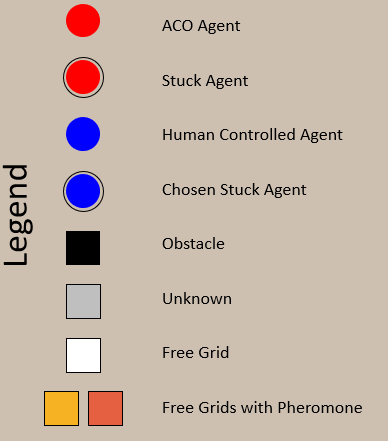 Legend
ACO Agent
Stuck Agent
Human Controlled Agent
Chosen Stuck Agent
Obstacle
Unknown
Free Grid
Free Grids with Pheromone